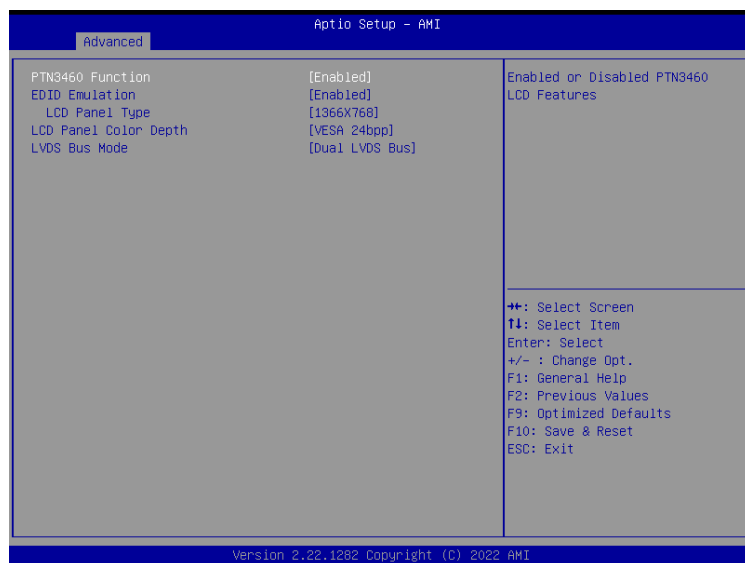 Aptio Setup – AMI
Advanced
PTN3460 Function [Enabled]
EDID Emulation [Enabled]
LCD Panel Type [1366X768]
LCD Panel Color Depth [VESA 24bpp]
LVDS Bus Mode [Dual LVDS Bus]
Enabled or Disabled PTN3460
LCD Features
→←: Select Screen
↑↓: Select Item
Enter: Select
+/- : Change Opt.
F1: General Help
F2: Previous Values
F9: Optimized Defaults
F10: Save & Reset
ESC: Exit
Version 2.22.1282 Copyright (C) 2022 AMI